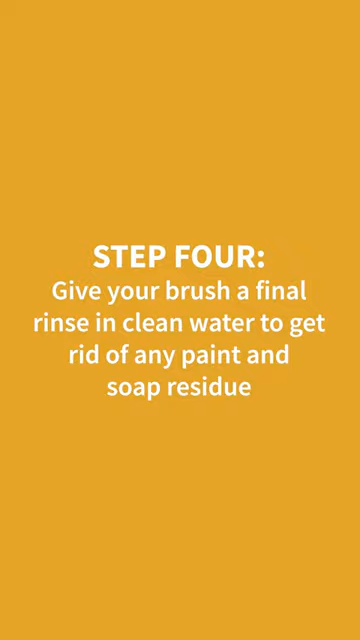 STEP FOUR:
Give your brush a final
rinse in clean water to get
rid of any paint and
soap residue